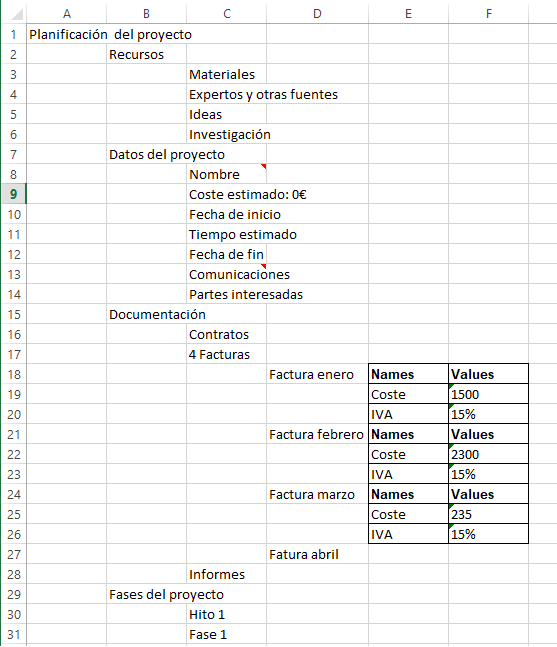 A B C D E F
1 Planificación del proyecto
2 Recursos
3 Materiales
4 Expertos y otras fuentes
5 Ideas
6 Investigación
7 Datos del proyecto
8 Nombre
9 Coste estimado: 0€
10 Fecha de inicio
11 Tiempo estimado
12 Fecha de fin
13 Comunicaciones
14 Partes interesadas
15 Documentación
16 Contratos
17 4 Facturas
18 Factura enero Names Values
19 Coste 1500
20 IVA 15%
21 Factura febrero Names Values
22 Coste 2300
23 IVA 15%
24 Factura marzo Names Values
25 Coste 235
26 IVA 15%
27 Fatura abril
28 Informes
29 Fases del proyecto
30 Hito 1
31 Fase 1